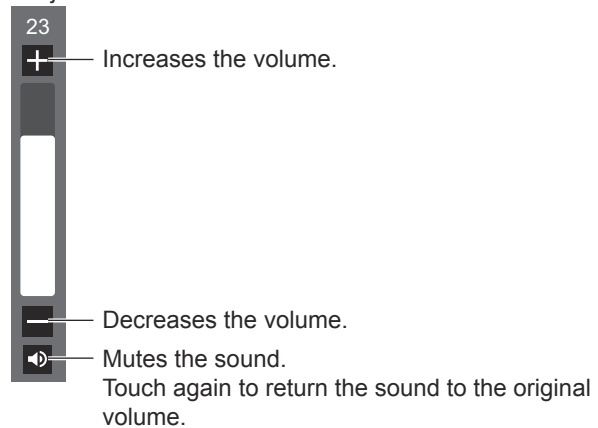 23
Increases the volume.
Decreases the volume.
Mutes the sound.
Touch again to return the sound to the original
volume.